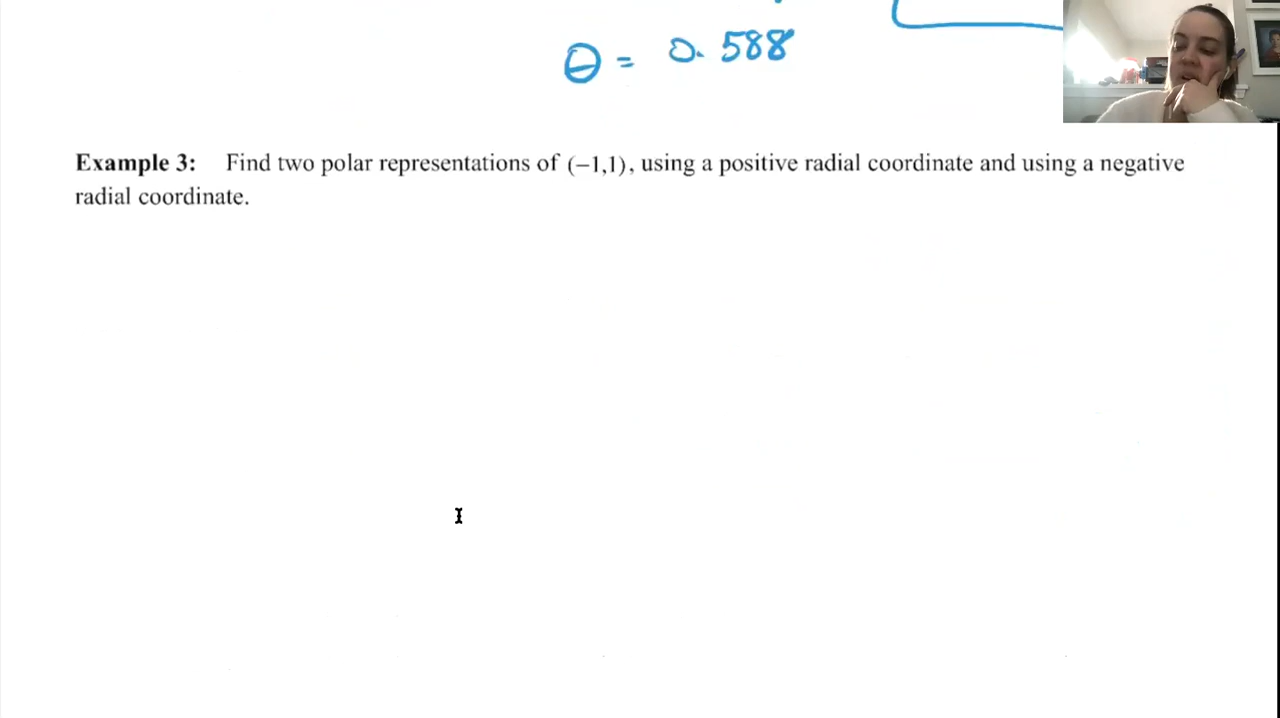 θ = 0.588
Example 3: Find two polar representations of (−1,1), using a positive radial coordinate and using a negative
radial coordinate.